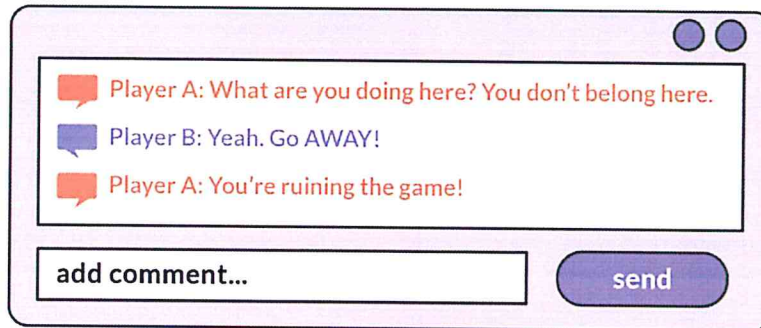 Player A: What are you doing here? You don't belong here.
Player B: Yeah. Go AWAY!
Player A: You're ruining the game!
add comment...
send